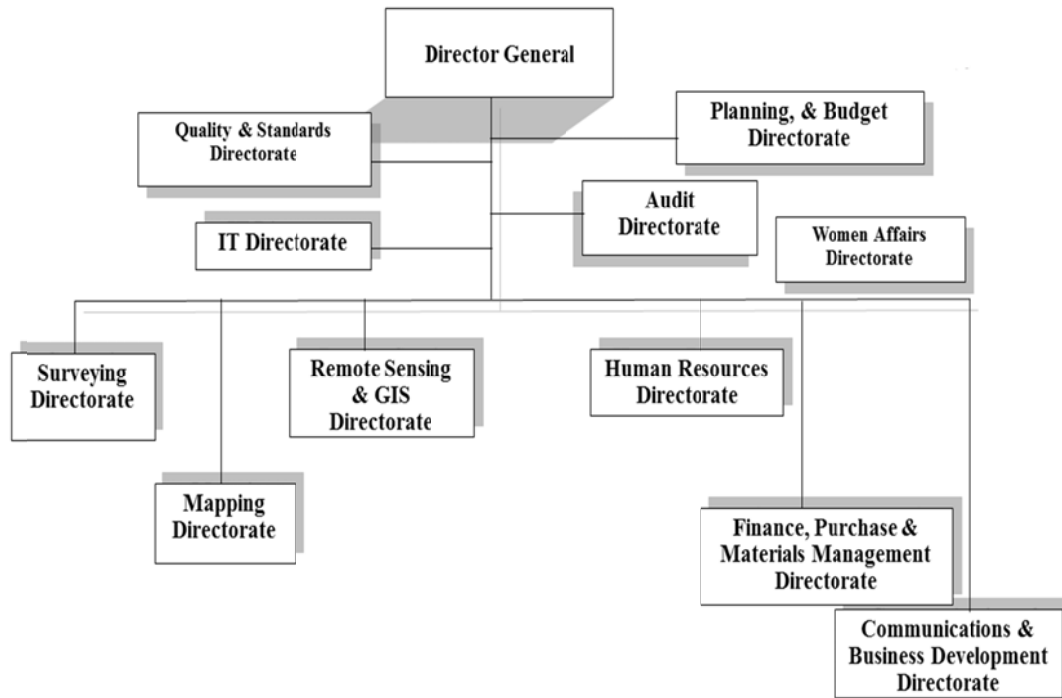 Director General
Quality & Standards
Directorate
Planning, & Budget
Directorate
Audit
Directorate
IT Directorate
Women Affairs
Directorate
Surveying
Directorate
Remote Sensing
& GIS
Directorate
Human Resources
Directorate
Mapping
Directorate
Finance, Purchase &
Materials Management
Directorate
Communications &
Business Development
Directorate